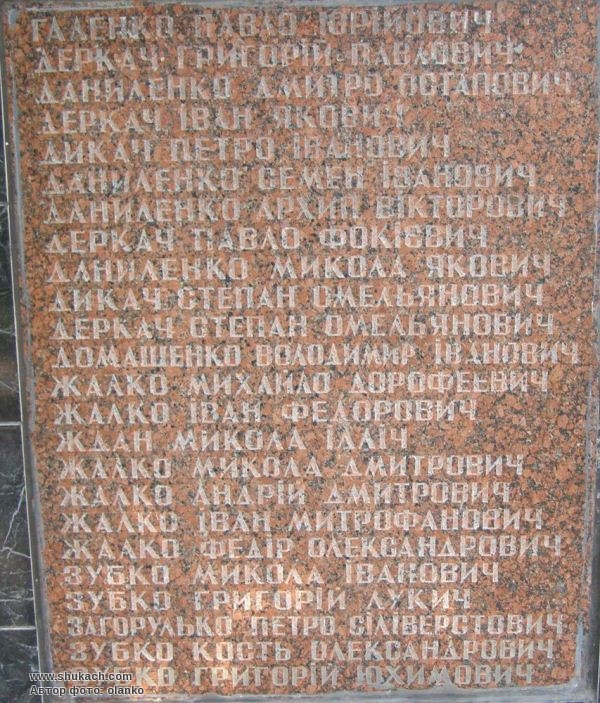 ГАЛЕНКО ПАВЛО ЮРІЙОВИЧ
ДЕРКАЧ ГРИГОРІЙ ПАВЛОВИЧ
ДАНИЛЕНКО ДМИТРО ОСТАПОВИЧ
ДЕРКАЧ ІВАН ЯКОВИЧ
ДИКАЧ ПЕТРО ІВАНОВИЧ
ДАНИЛЕНКО СЕМЕН ІВАНОВИЧ
ДАНИЛЕНКО АРХИП ВІКТОРОВИЧ
ДЕРКАЧ ПАВЛО ФОКІЄВИЧ
ДАНИЛЕНКО МИКОЛА ЯКОВИЧ
ДИКАЧ СТЕПАН ОМЕЛЬЯНОВИЧ
ДЕРКАЧ СТЕПАН ОМЕЛЬЯНОВИЧ
ДОМАШЕНКО ВОЛОДИМИР ІВАНОВИЧ
ЖАЛКО МИХАЙЛО ДОРОФЕЕВИЧ
ЖАЛКО ІВАН ФЕДОРОВИЧ
ЖДАН МИКОЛА ІЛЛІЧ
ЖАЛКО МИКОЛА ДМИТРОВИЧ
ЖАЛКО АНДРІЙ ДМИТРОВИЧ
ЖАЛКО ІВАН МИТРОФАНОВИЧ
ЖАЛКО ФЕДІР ОЛЕКСАНДРОВИЧ
ЗУБКО МИКОЛА ІВАНОВИЧ
ЗУБКО ГРИГОРІЙ ЛУКИЧ
ЗАГОРУЛЬКО ПЕТРО СІЛІВЕРСТОВИЧ
ЗУБКО КОСТЬ ОЛЕКСАНДРОВИЧ
ГРИГОРІЙ ЮХИМОВИЧ
www.shukach.com
Автор фото: olanko